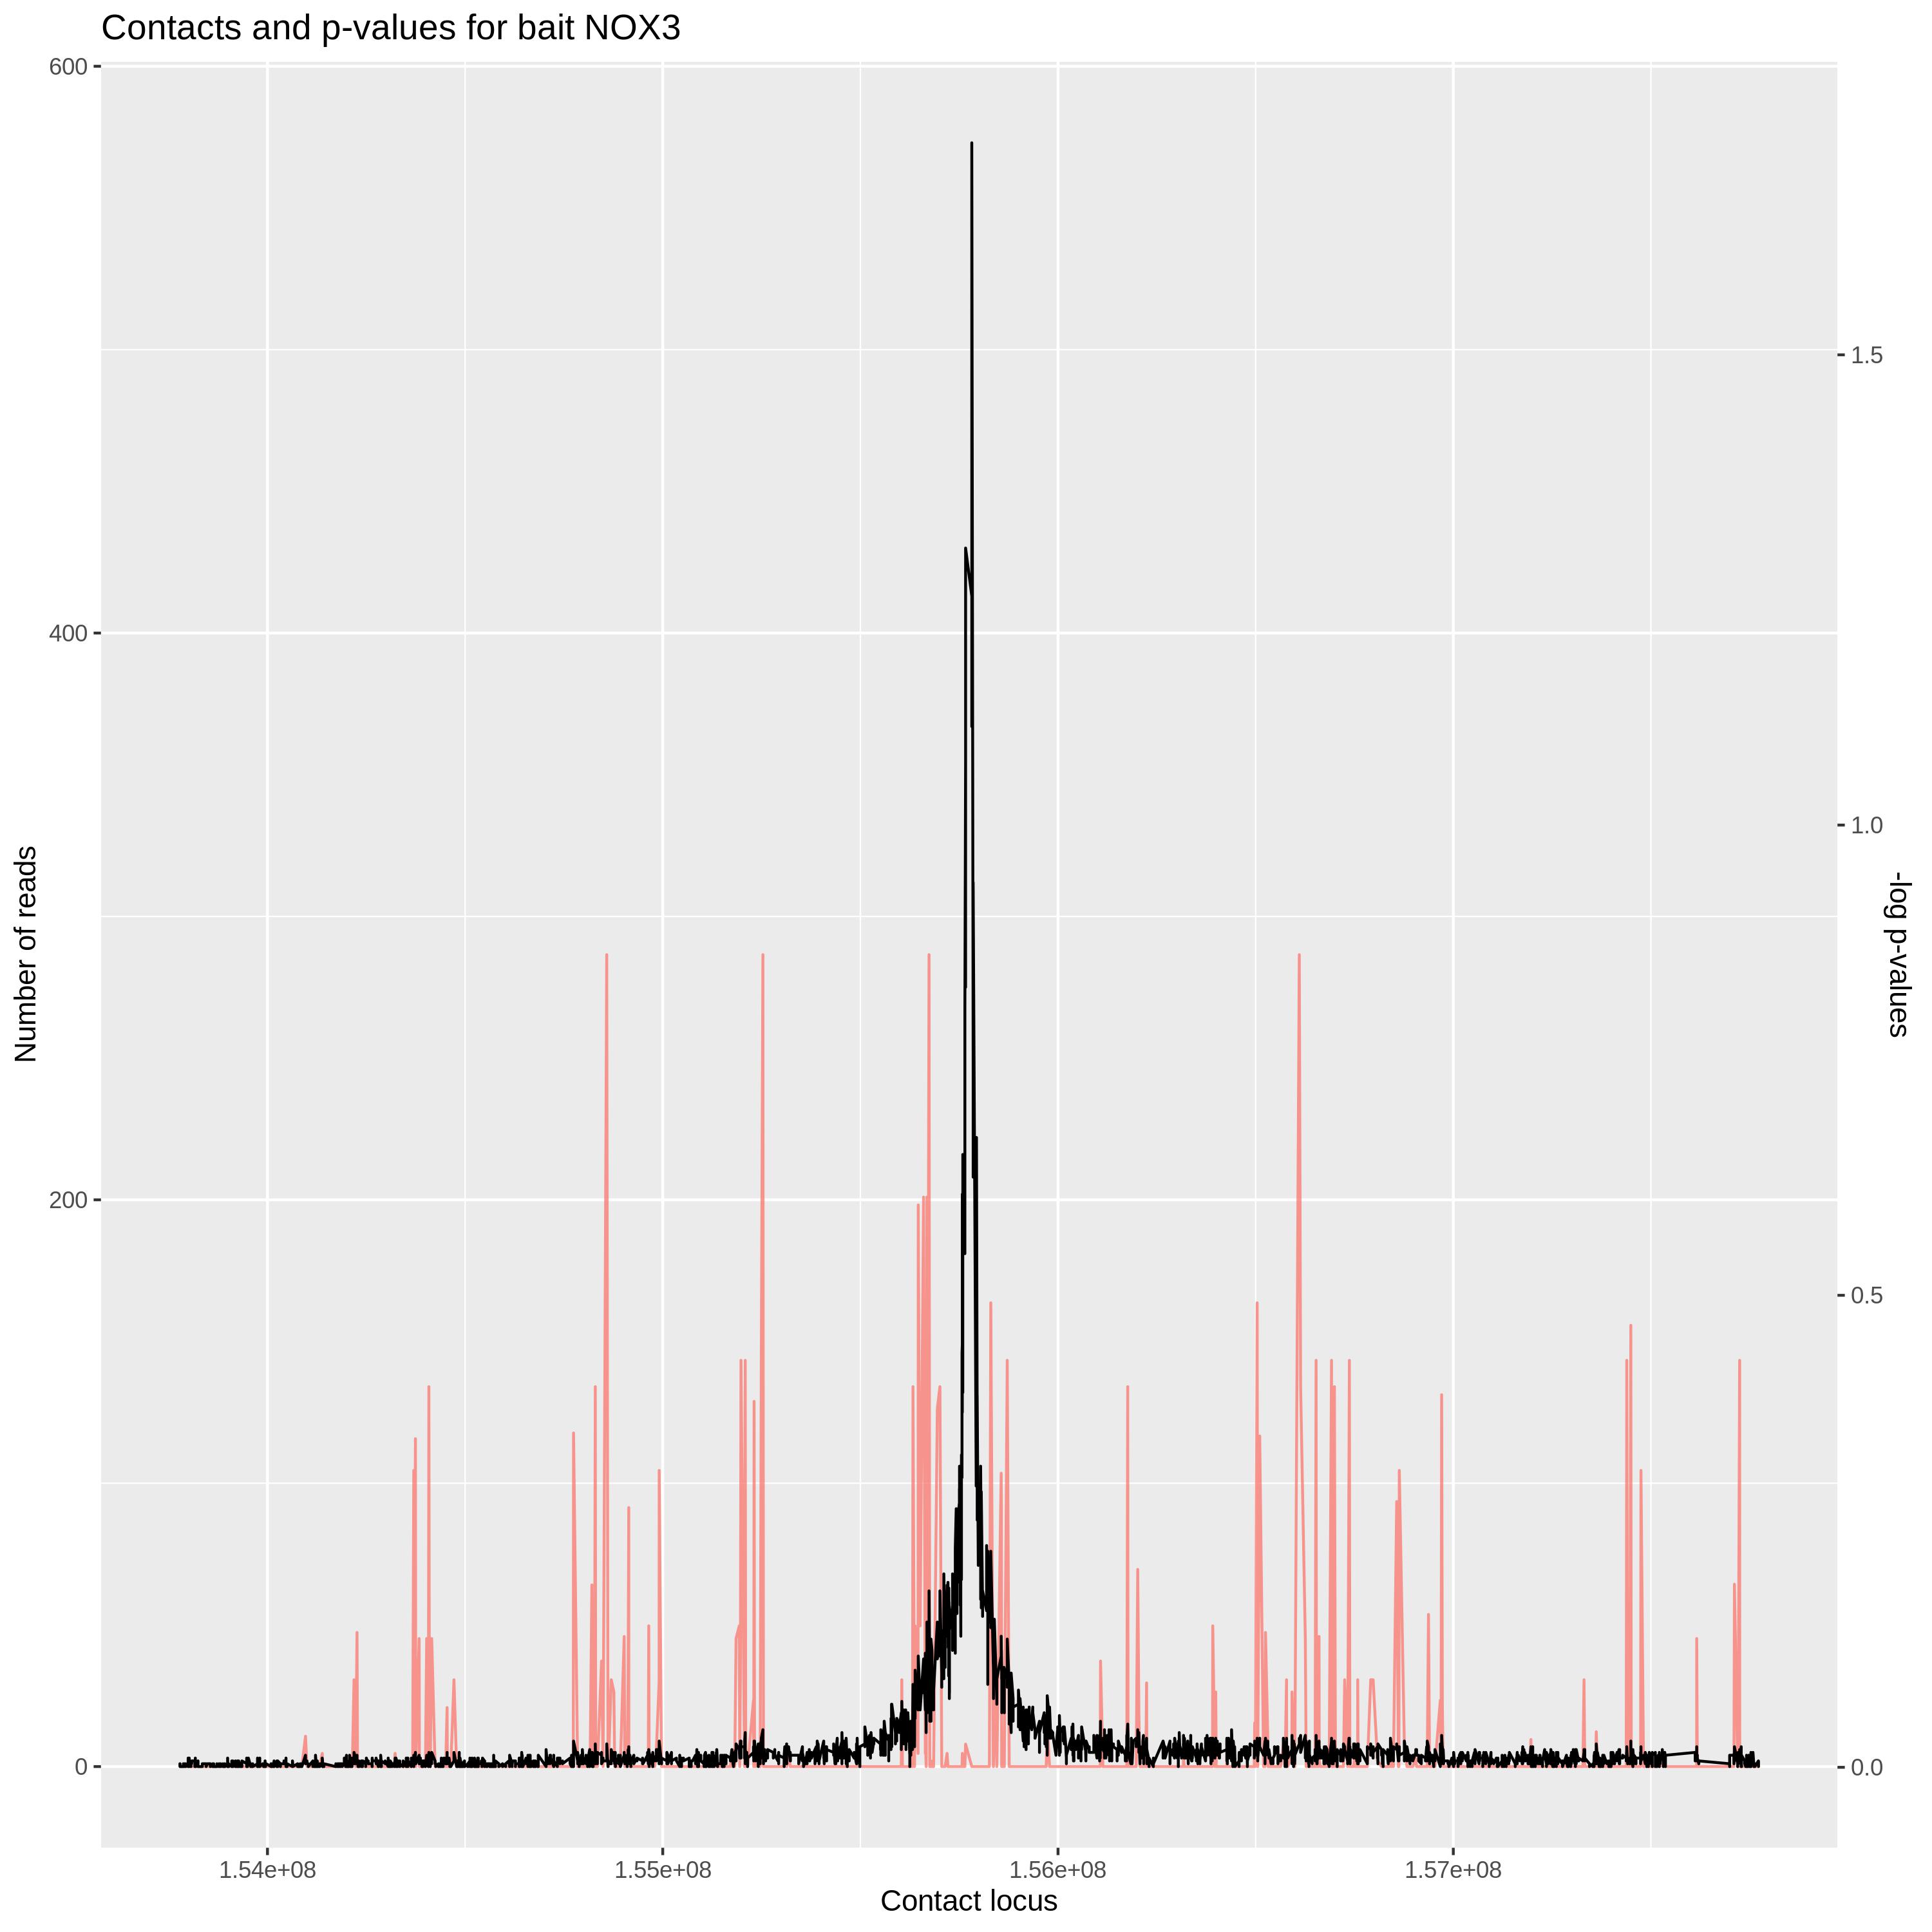 Contacts and p-values for bait NOX3
600
400
200
0
Number of reads
1.5
1.0
0.5
0.0
-log p-values
1.54e+08
1.55e+08
1.56e+08
1.57e+08
Contact locus